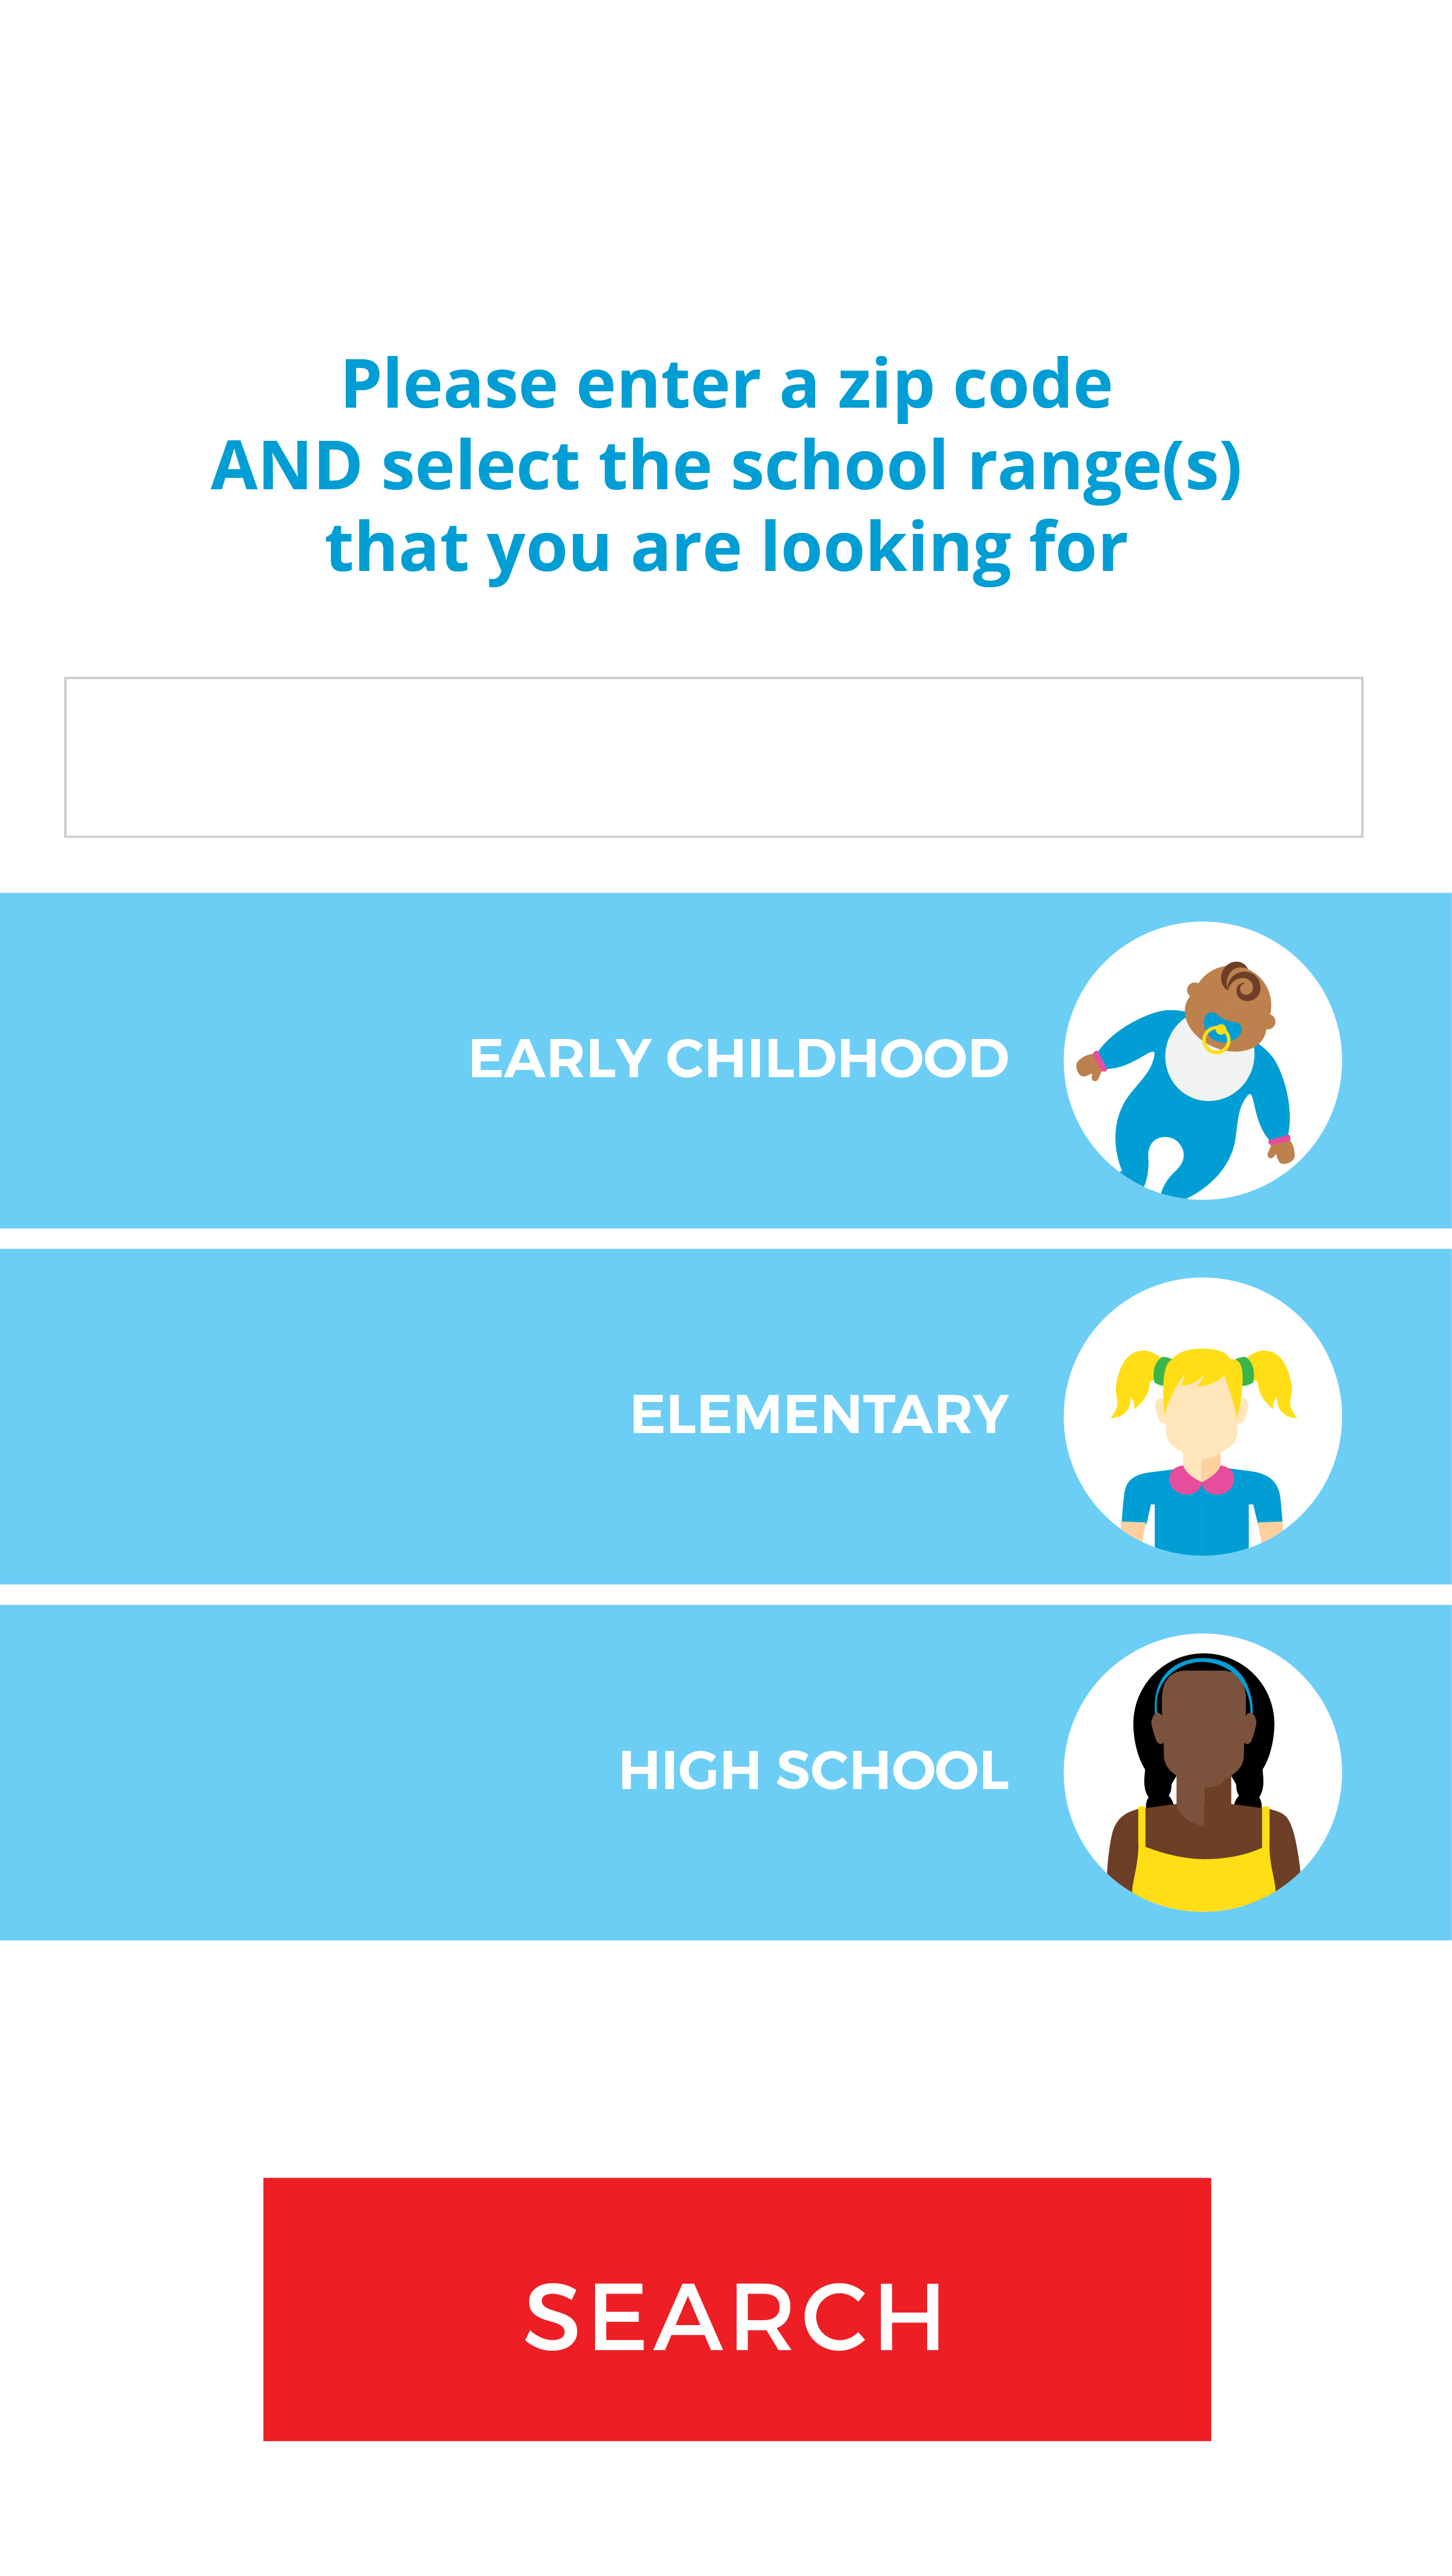 Please enter a zip code
AND select the school range(s)
that you are looking for
EARLY CHILDHOOD
ELEMENTARY
HIGH SCHOOL
SEARCH